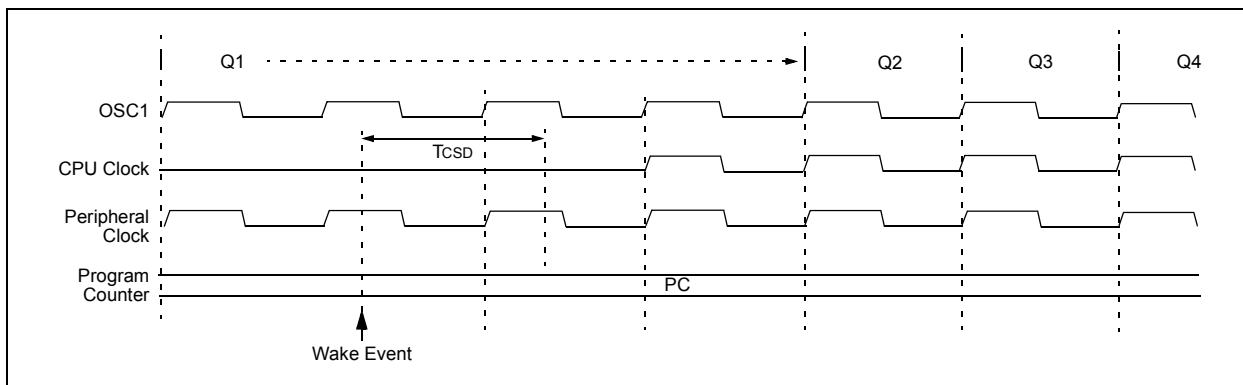 Q1
Q2
Q3
Q4
OSC1
TCSD
CPU Clock
Peripheral
Clock
Program
Counter
PC
Wake Event